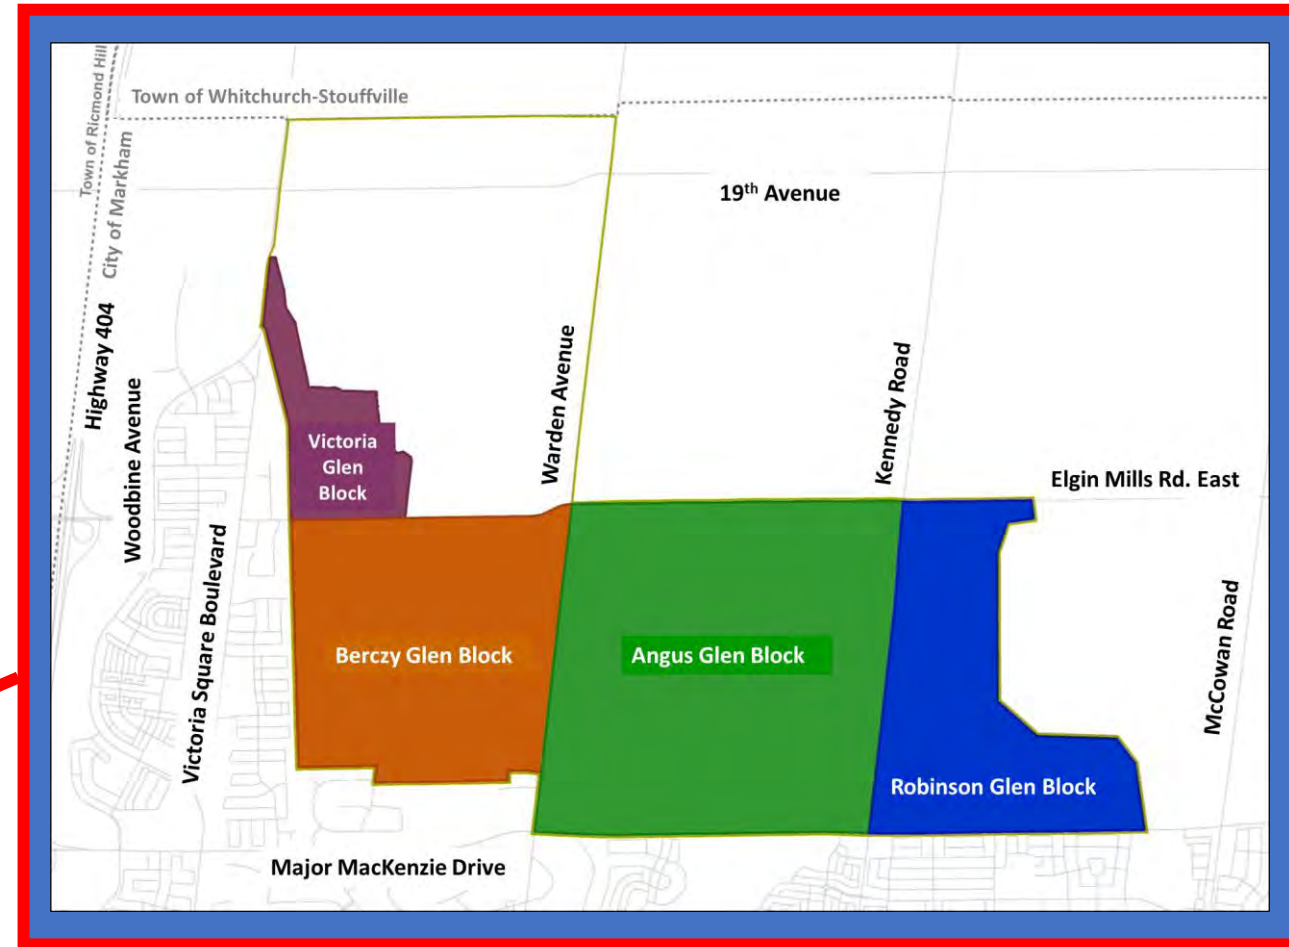 Town of Ricmond Hill
City of Markham
Town of Whitchurch-Stouffville
19th Avenue
Highway 404
Woodbine Avenue
Victoria Square Boulevard
Warden Avenue
Kennedy Road
McCowan Road
Elgin Mills Rd. East
Victoria
Glen
Block
Berczy Glen Block
Angus Glen Block
Robinson Glen Block
Major MacKenzie Drive